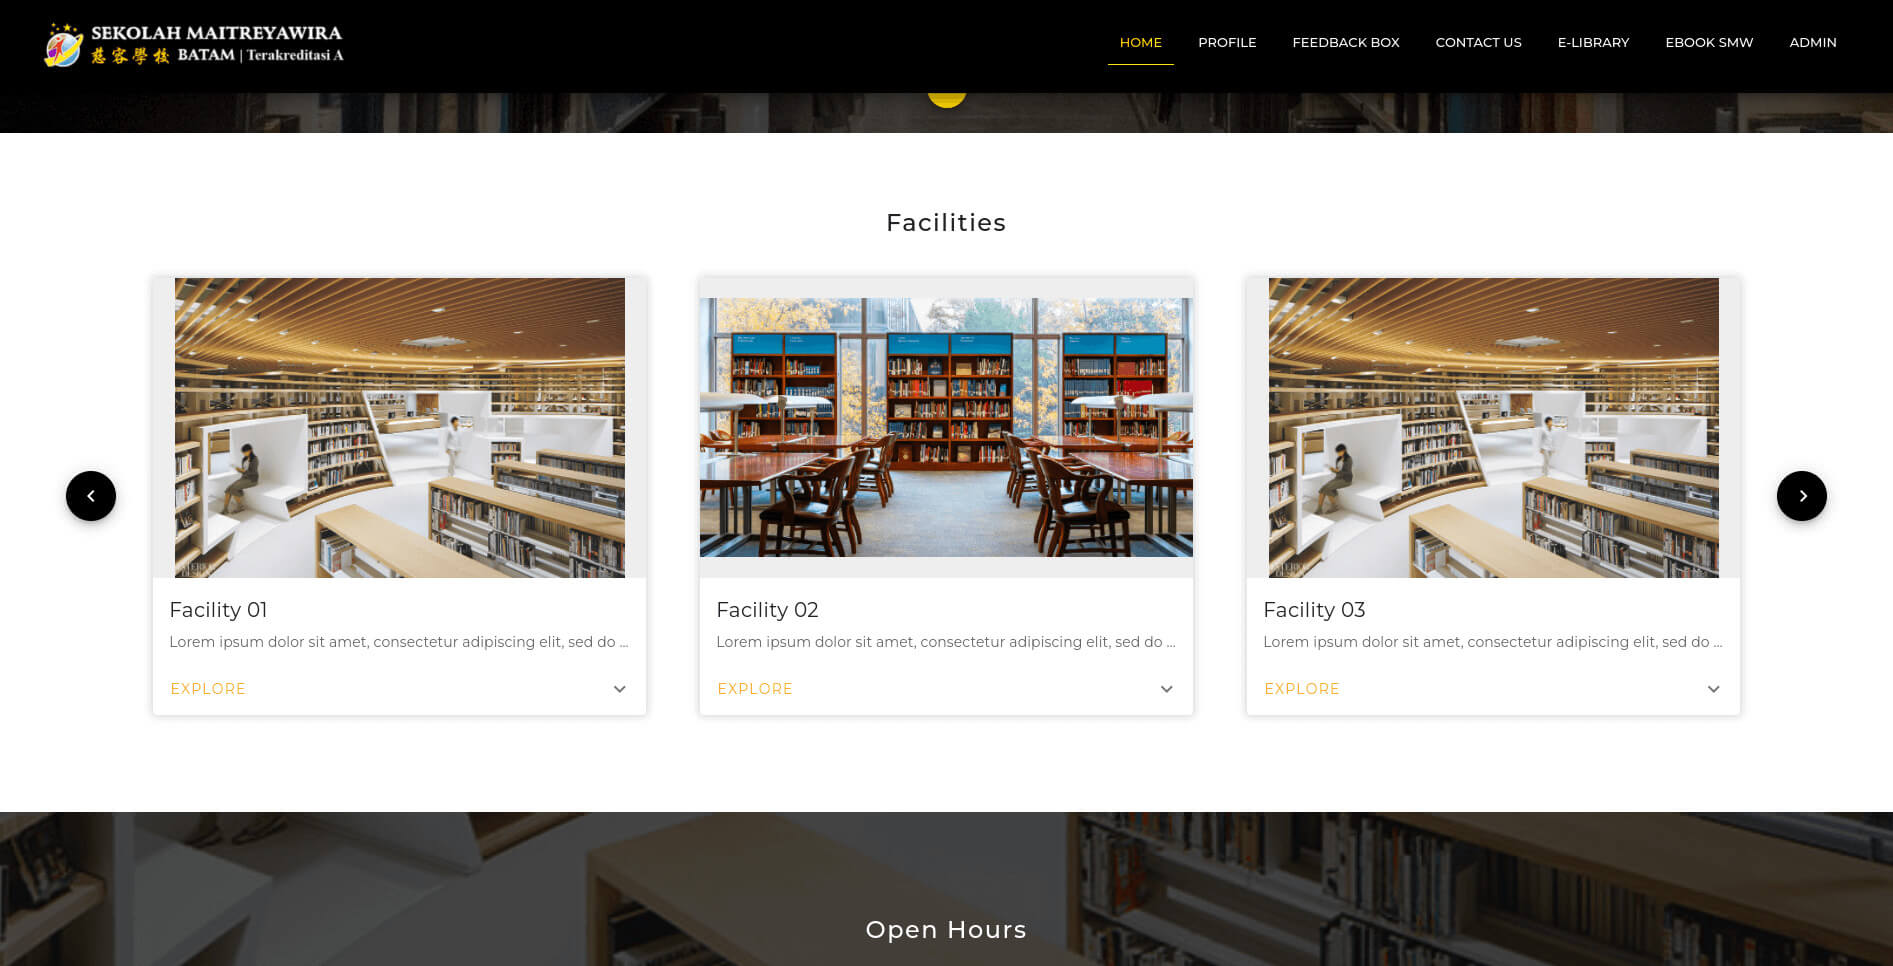 SEKOLAH MAITREYAWIRA
慈容學校 BATAM | Terakreditasi A
HOME PROFILE FEEDBACK BOX CONTACT US E-LIBRARY EBOOK SMW ADMIN
Facilities
Facility 01
Lorem ipsum dolor sit amet, consectetur adipiscing elit, sed do ...
EXPLORE
Facility 02
Lorem ipsum dolor sit amet, consectetur adipiscing elit, sed do ...
EXPLORE
Facility 03
Lorem ipsum dolor sit amet, consectetur adipiscing elit, sed do ...
EXPLORE
Open Hours